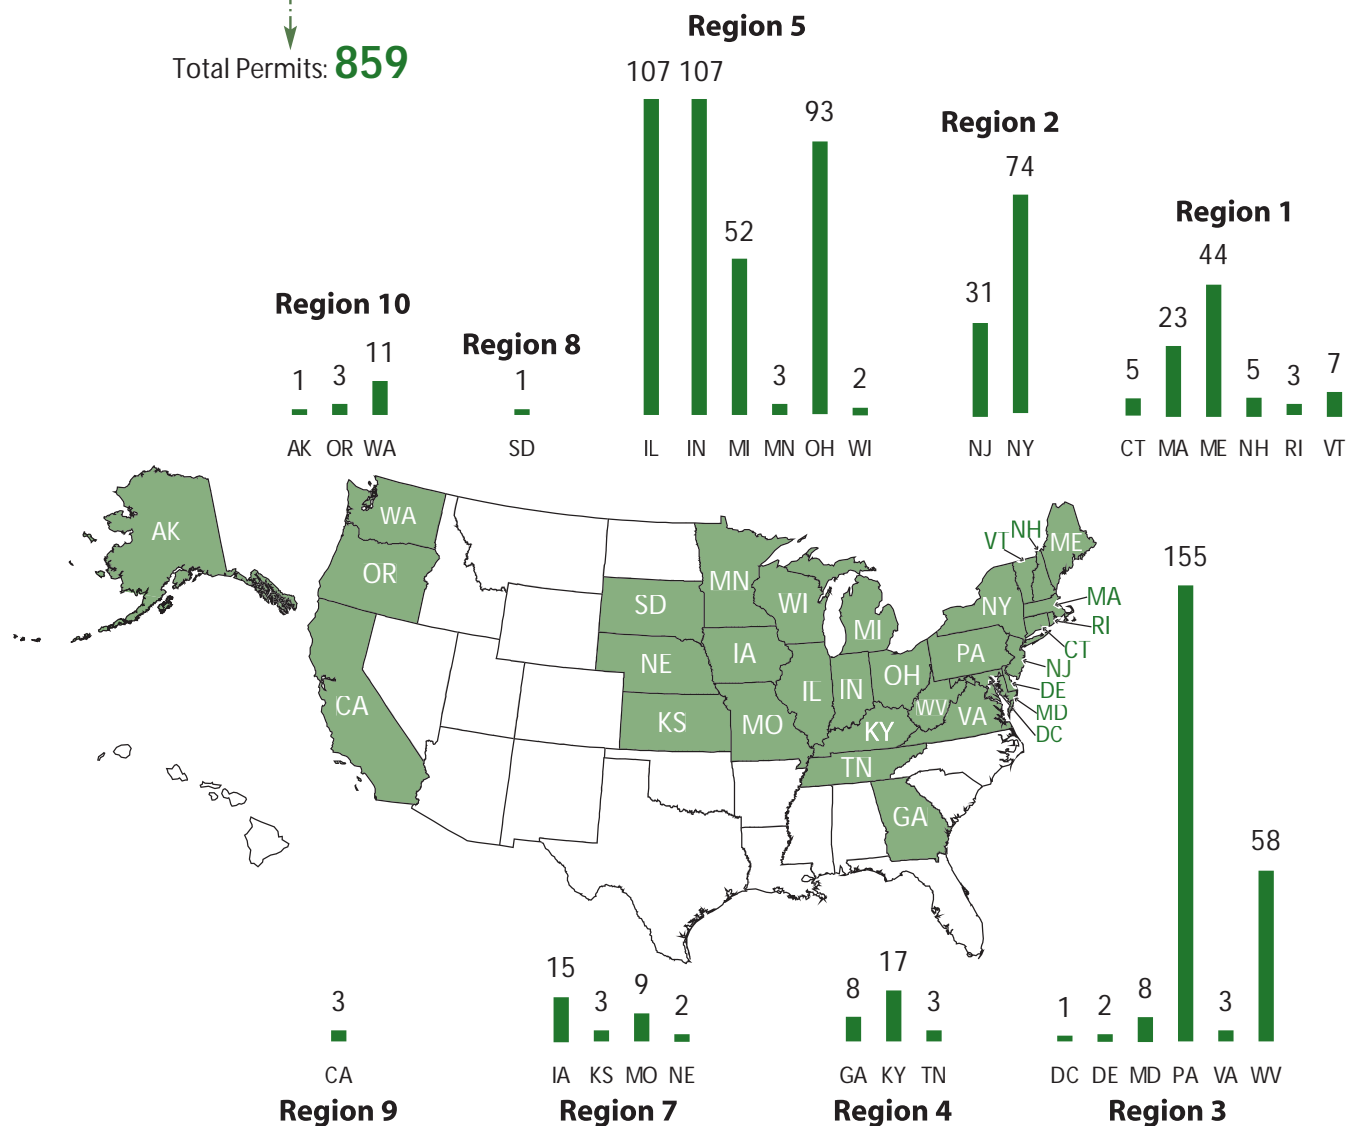 Total Permits: 859
Region 5
107 107 52 3 93 2
IL IN MI MN OH WI
Region 2
31 74
NJ NY
Region 1
5 23 44 5 3 7
CT MA ME NH RI VT
Region 10
1 3 11
AK OR WA
Region 8
1
SD
AK
WA
OR
CA
SD
NE
KS
MN
IA
MO
WI
IL
IN
MI
OH
KY
TN
GA
WV
VA
PA
NY
VT
NH
ME
MA
RI
CT
NJ
DE
MD
DC
3
CA
Region 9
15 3 9 2
IA KS MO NE
Region 7
8 17 3
GA KY TN
Region 4
1 2 8 155 3 58
DC DE MD PA VA WV
Region 3